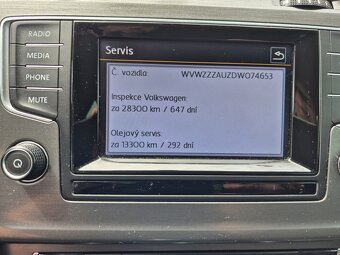 RADIO
MEDIA
PHONE
MUTE
Servis
Č. vozidla: WVWZZZAUZDW074653
Inspekce Volkswagen:
za 28300 km / 647 dní
Olejový servis:
za 13300 km / 292 dní